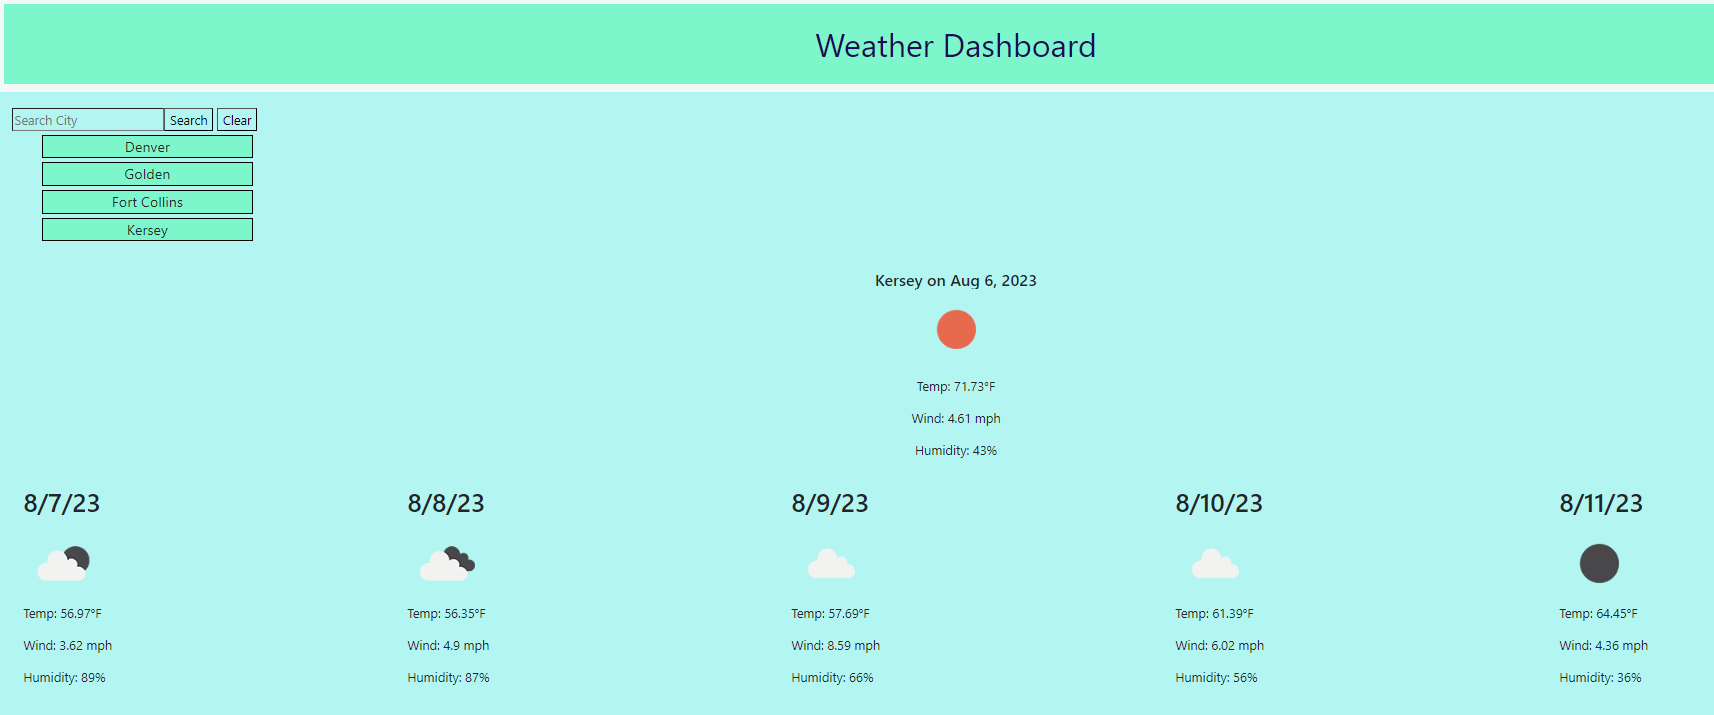 Weather Dashboard
Search City Search Clear
Denver
Golden
Fort Collins
Kersey
Kersey on Aug 6, 2023
Temp: 71.73°F
Wind: 4.61 mph
Humidity: 43%
8/7/23
Temp: 56.97°F
Wind: 3.62 mph
Humidity: 89%
8/8/23
Temp: 56.35°F
Wind: 4.9 mph
Humidity: 87%
8/9/23
Temp: 57.69°F
Wind: 8.59 mph
Humidity: 66%
8/10/23
Temp: 61.39°F
Wind: 6.02 mph
Humidity: 56%
8/11/23
Temp: 64.45°F
Wind: 4.36 mph
Humidity: 36%